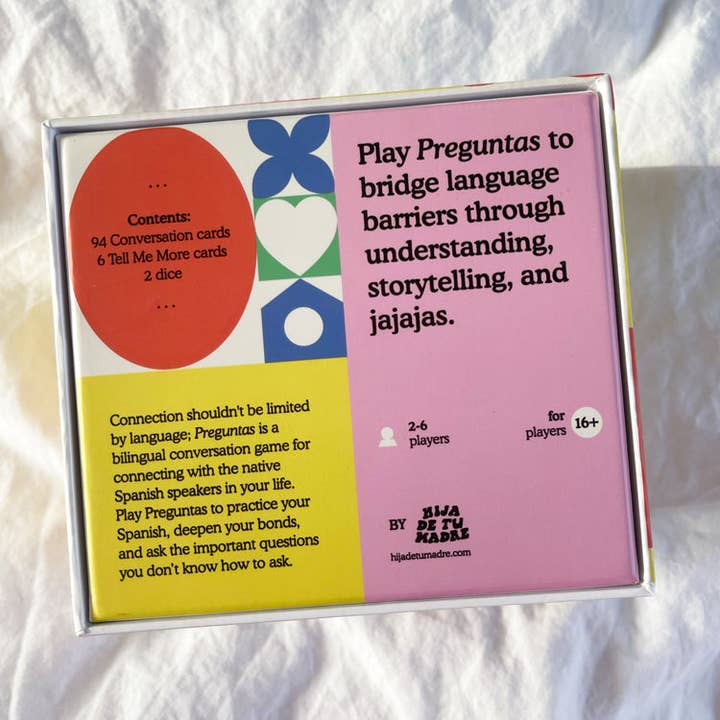 ...
Contents:
94 Conversation cards
6 Tell Me More cards
2 dice
...
Play Preguntas to
bridge language
barriers through
understanding,
storytelling, and
jajajas.
Connection shouldn't be limited
by language; Preguntas is a
bilingual conversation game for
connecting with the native
Spanish speakers in your life.
Play Preguntas to practice your
Spanish, deepen your bonds,
and ask the important questions
you don't know how to ask.
2-6
players
for
players
16+
BY
HIJA
DE TU
MADRE
hijadetumadre.com